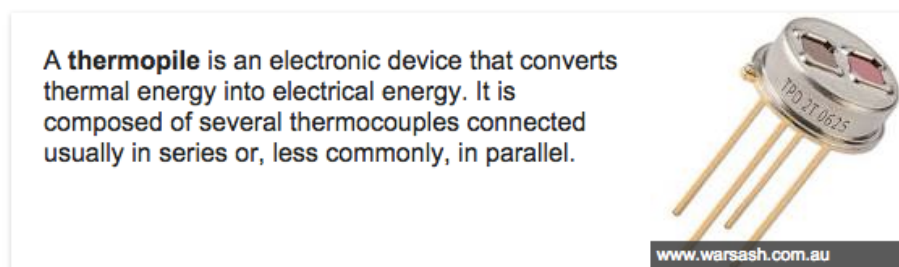 A thermopile is an electronic device that converts
thermal energy into electrical energy. It is
composed of several thermocouples connected
usually in series or, less commonly, in parallel.
TPD 2T 0625
www.warsash.com.au